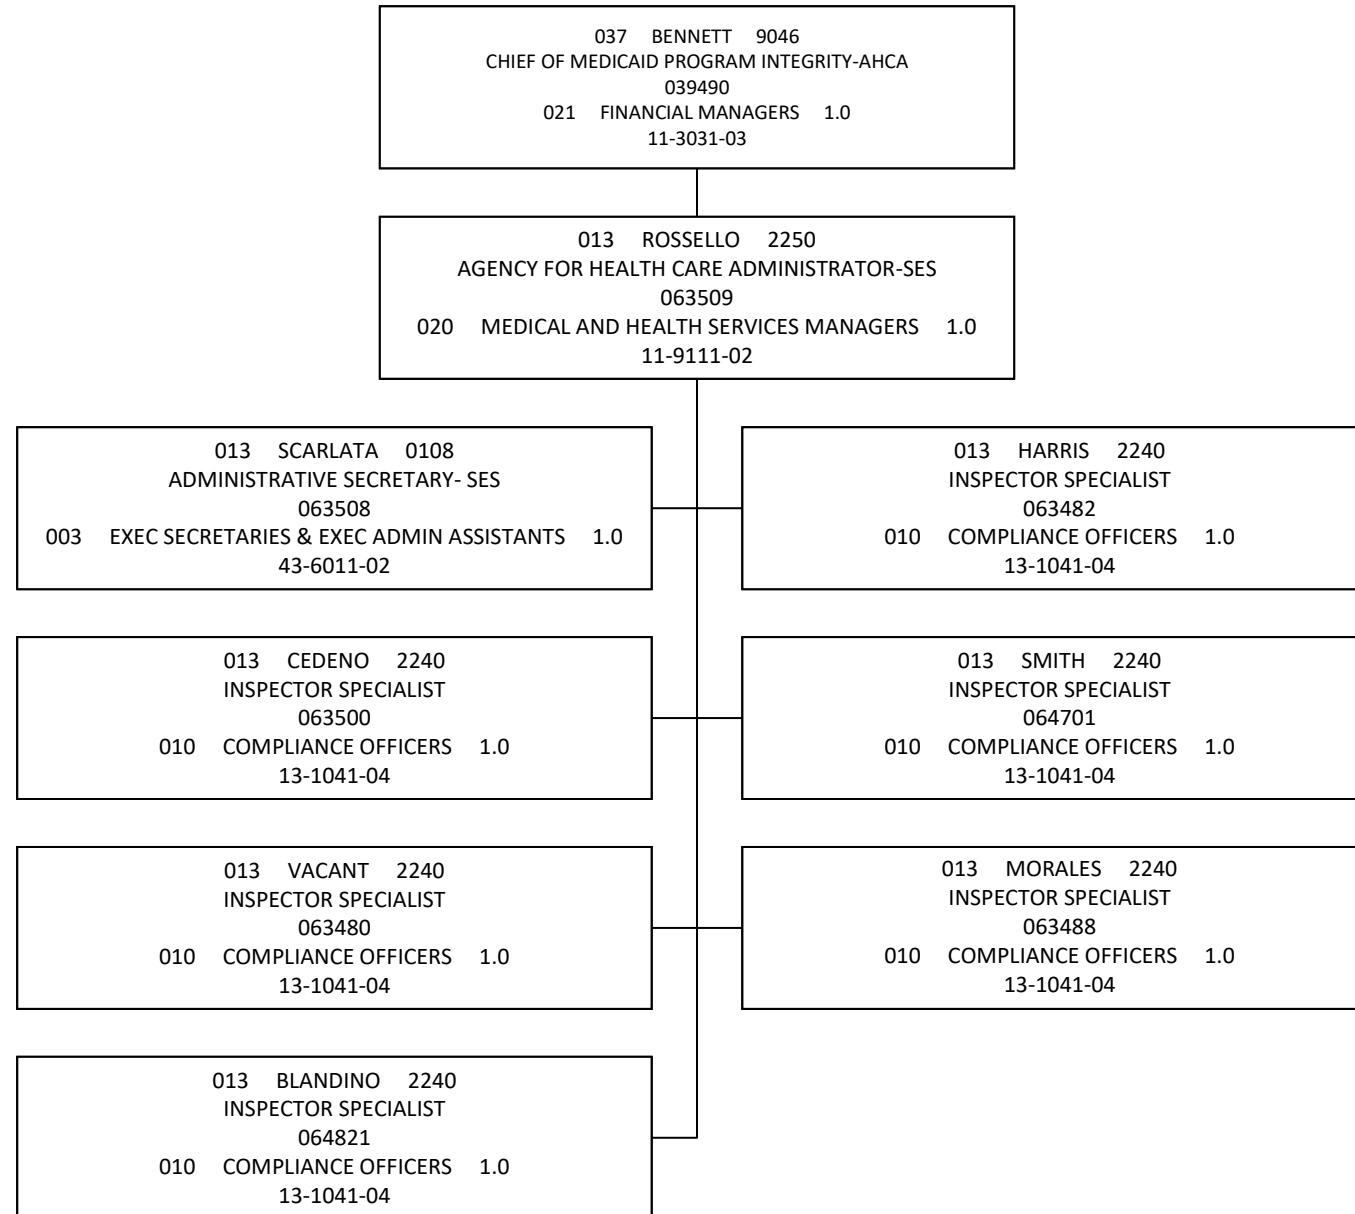 037 BENNETT 9046
CHIEF OF MEDICAID PROGRAM INTEGRITY-AHCA
039490
021 FINANCIAL MANAGERS 1.0
11-3031-03
013 ROSSELLO 2250
AGENCY FOR HEALTH CARE ADMINISTRATOR-SES
063509
020 MEDICAL AND HEALTH SERVICES MANAGERS 1.0
11-9111-02
013 SCARLATA 0108
ADMINISTRATIVE SECRETARY- SES
063508
003 EXEC SECRETARIES & EXEC ADMIN ASSISTANTS 1.0
43-6011-02
013 HARRIS 2240
INSPECTOR SPECIALIST
063482
010 COMPLIANCE OFFICERS 1.0
13-1041-04
013 CEDENO 2240
INSPECTOR SPECIALIST
063500
010 COMPLIANCE OFFICERS 1.0
13-1041-04
013 SMITH 2240
INSPECTOR SPECIALIST
064701
010 COMPLIANCE OFFICERS 1.0
13-1041-04
013 VACANT 2240
INSPECTOR SPECIALIST
063480
010 COMPLIANCE OFFICERS 1.0
13-1041-04
013 MORALES 2240
INSPECTOR SPECIALIST
063488
010 COMPLIANCE OFFICERS 1.0
13-1041-04
013 BLANDINO 2240
INSPECTOR SPECIALIST
064821
010 COMPLIANCE OFFICERS 1.0
13-1041-04